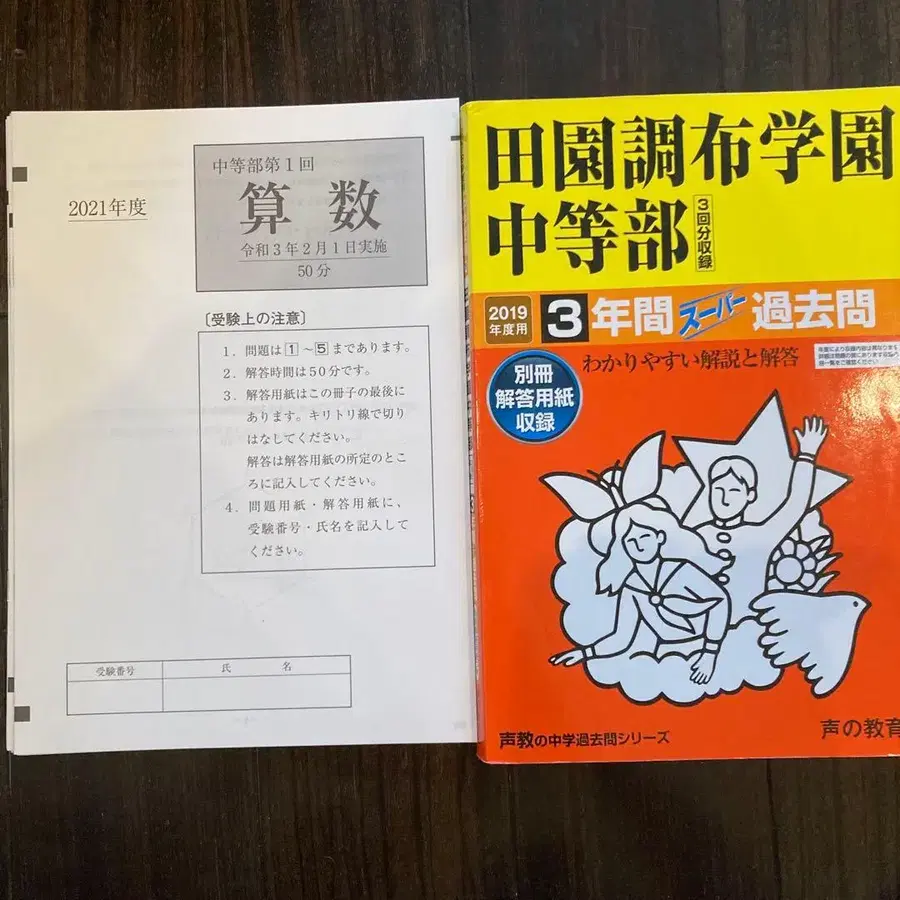 2021年度
中等部第1回
算数
令和3年2月1日実施
50分
〔受験上の注意〕
1．問題は1～5まであります。
2．解答時間は50分です。
3．解答用紙はこの冊子の最後に
あります。キリトリ線で切り
はなしてください。
解答は解答用紙の所定のとこ
ろに記入してください。
4．問題用紙・解答用紙に、
受験番号・氏名を記入して
ください。
受験番号
氏名
田園調布学園
中等部
3回分収録
2019
年度用
3年間スーパー過去問
わかりやすい解説と解答
別冊
解答用紙
収録
声教の中学過去問シリーズ
声の教育